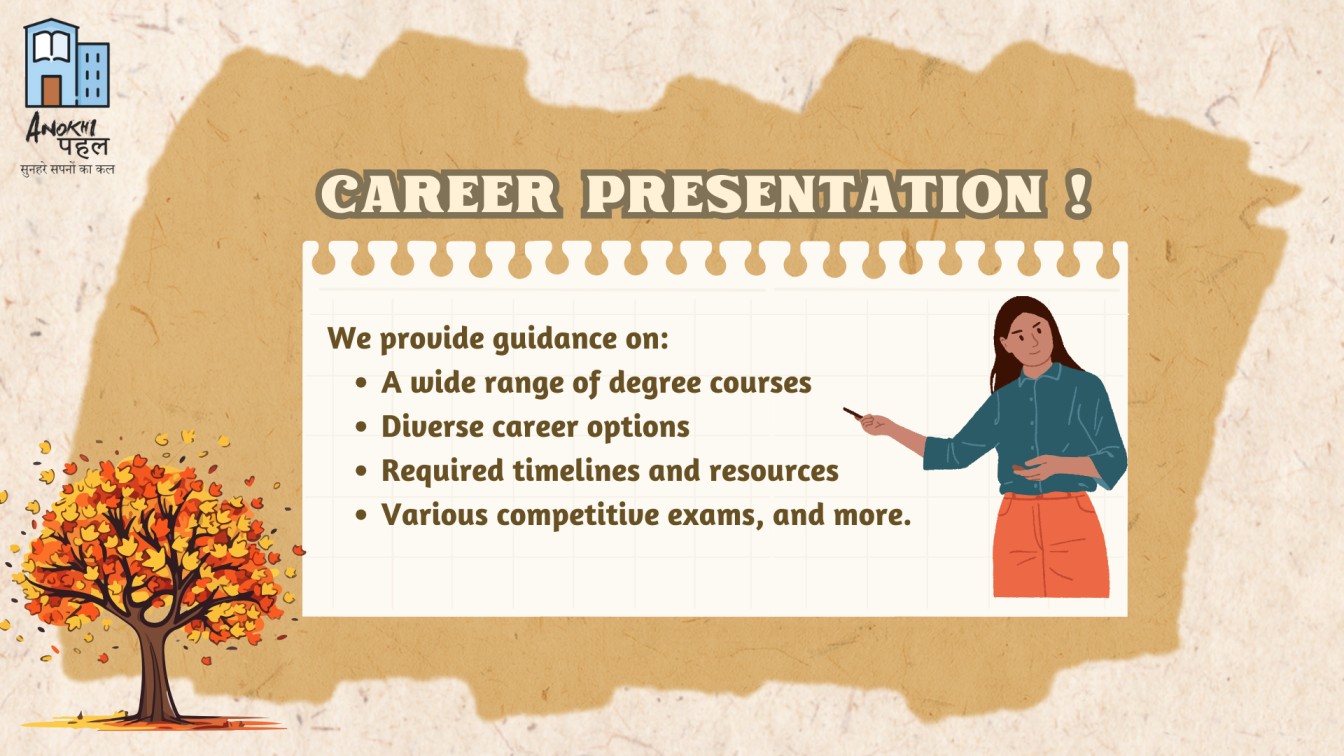 ANOKHI
पहल
सुनहरे सपनों का कल
CAREER PRESENTATION !
We provide guidance on:
• A wide range of degree courses
• Diverse career options
• Required timelines and resources
• Various competitive exams, and more.